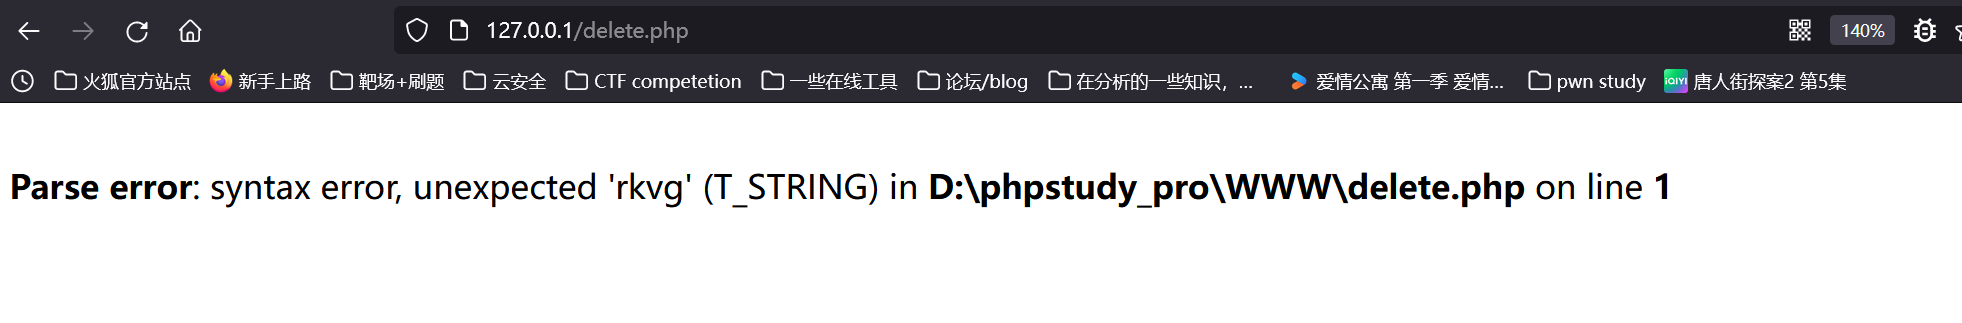 127.0.0.1/delete.php 140%
火狐官方站点 新手上路 靶场+刷题 云安全 CTF competetion 一些在线工具 论坛/blog 在分析的一些知识，... 爱情公寓 第一季 爱情... pwn study iQIYI 唐人街探案2 第5集
Parse error: syntax error, unexpected 'rkvg' (T_STRING) in D:\phpstudy_pro\WWW\delete.php on line 1